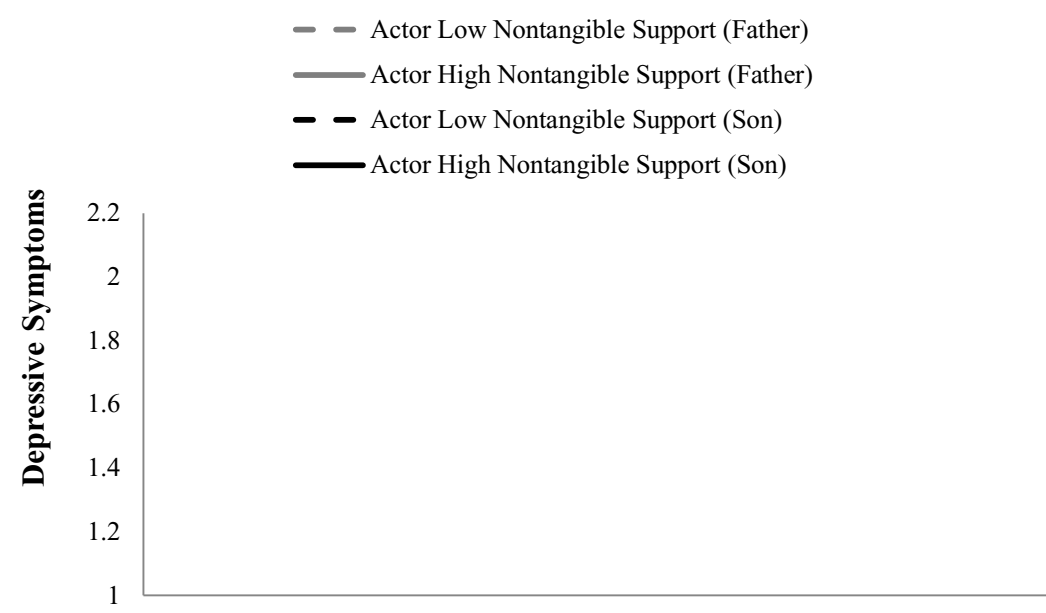 Actor Low Nontangible Support (Father)
Actor High Nontangible Support (Father)
Actor Low Nontangible Support (Son)
Actor High Nontangible Support (Son)
Depressive Symptoms
2.2
2
1.8
1.6
1.4
1.2
1